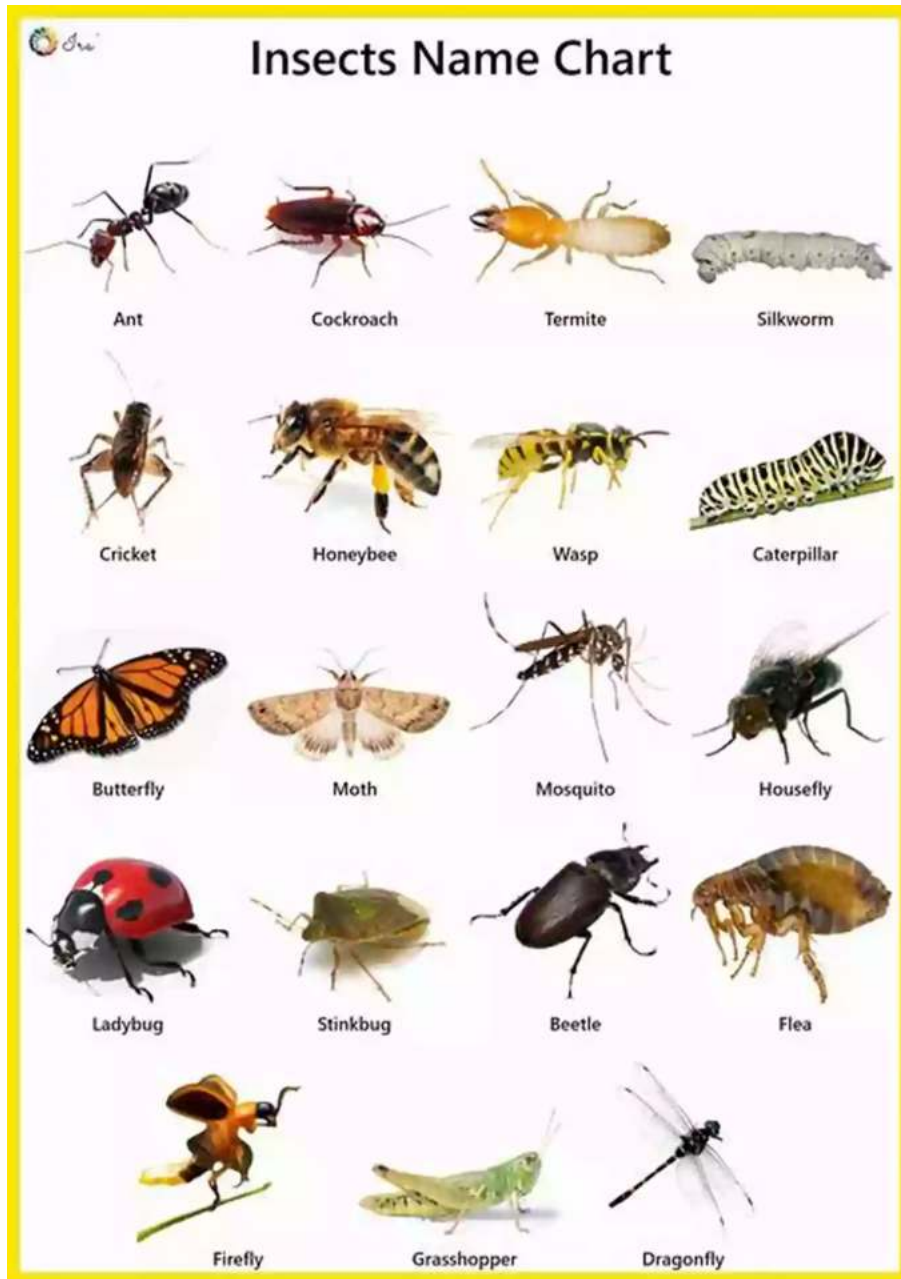 Insects Name Chart
Ant Cockroach Termite Silkworm
Cricket Honeybee Wasp Caterpillar
Butterfly Moth Mosquito Housefly
Ladybug Stinkbug Beetle Flea
Firefly Grasshopper Dragonfly